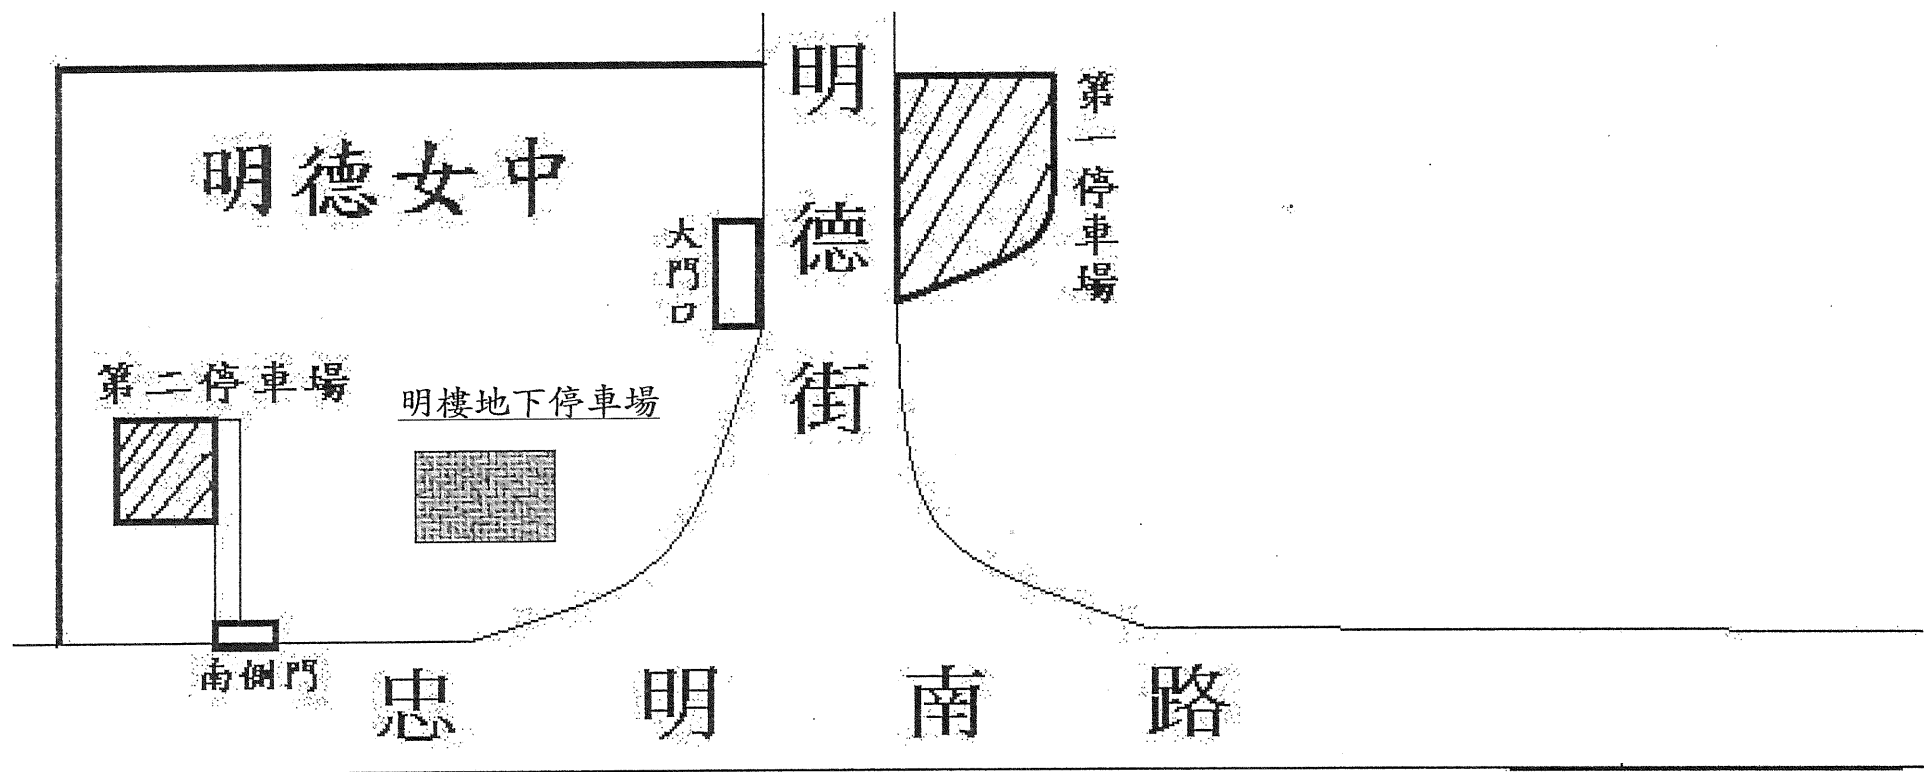 明德女中
明德街
第一停車場
大門口
第二停車場
明樓地下停車場
南側門
忠明南路